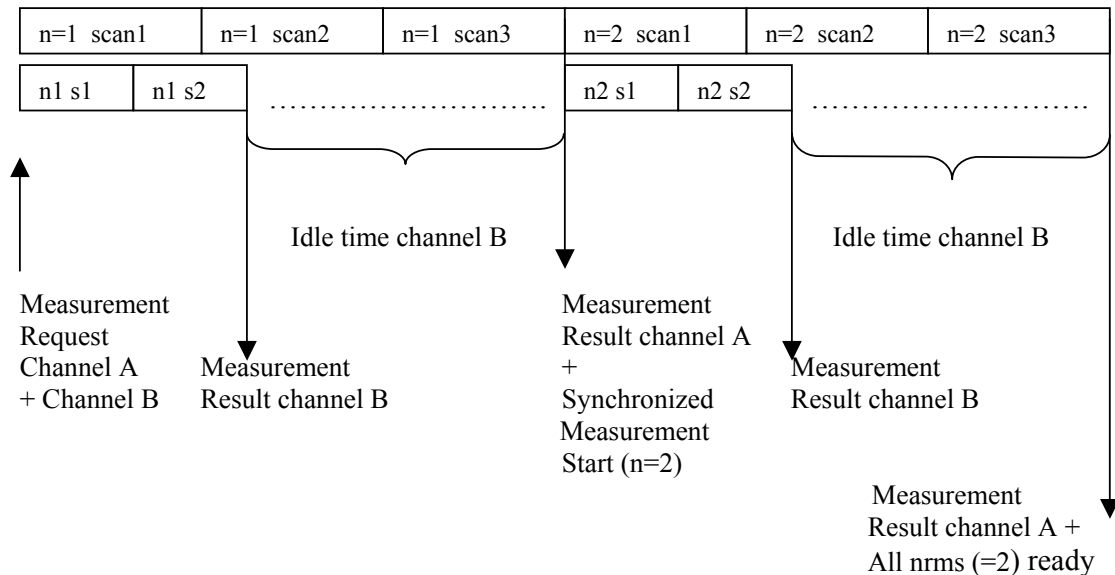 n=1 scan1 n=1 scan2 n=1 scan3 n=2 scan1 n=2 scan2 n=2 scan3
n1 s1 n1 s2 ................................. n2 s1 n2 s2 .................................
Idle time channel B
Idle time channel B
Measurement
Request
Channel A
+ Channel B
Measurement
Result channel B
Measurement
Result channel A
+
Synchronized
Measurement
Start (n=2)
Measurement
Result channel B
Measurement
Result channel A +
All nrms (=2) ready